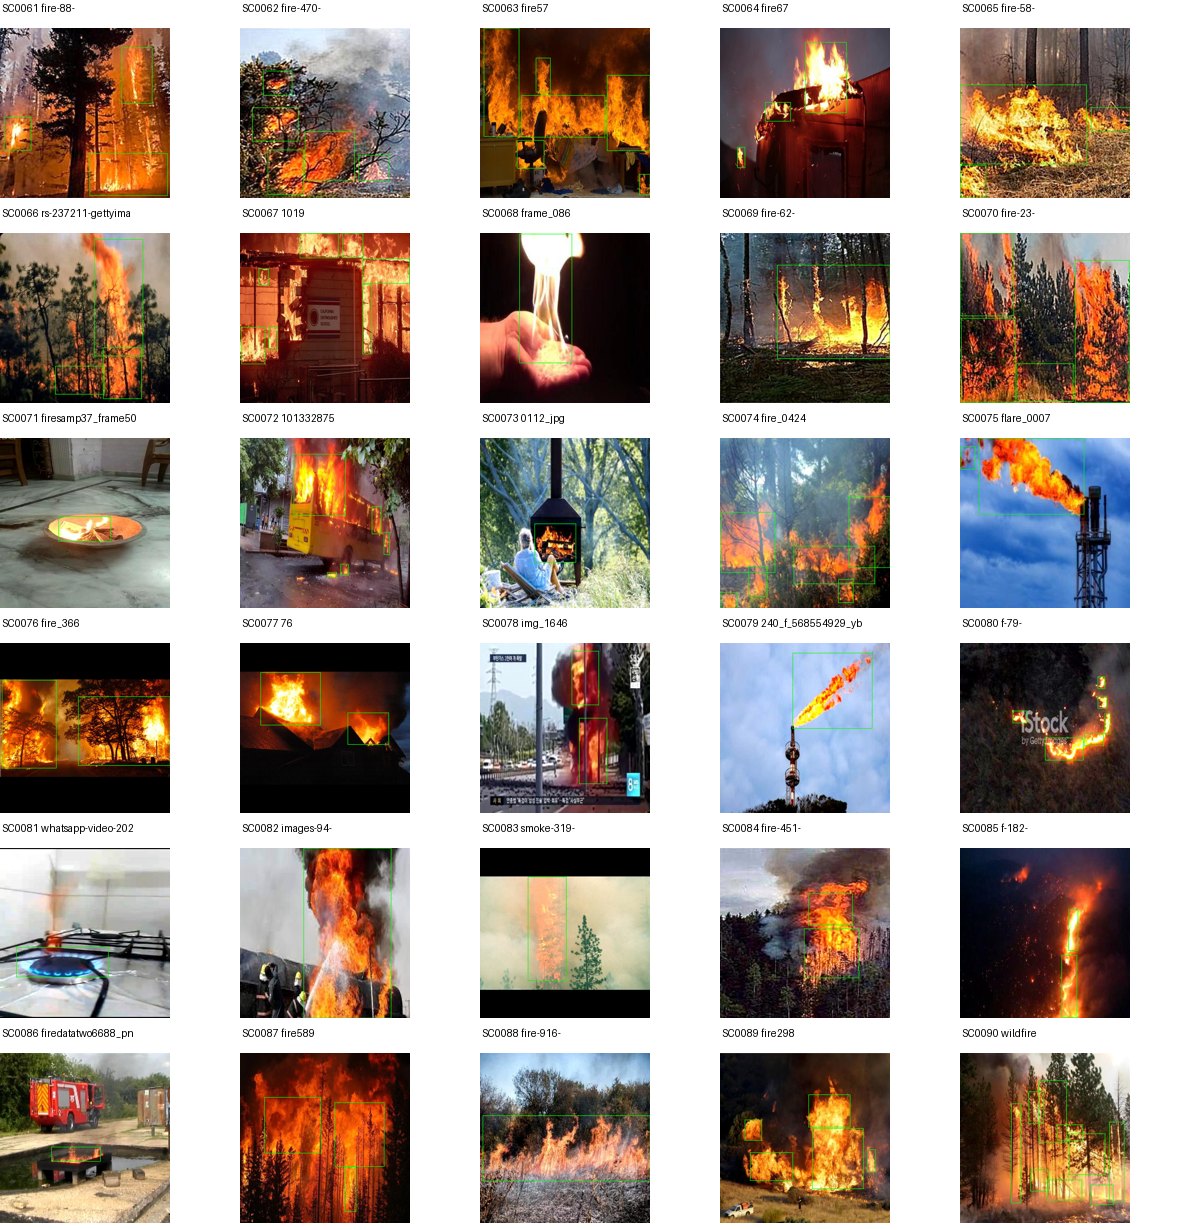 SC0061 fire-88-
SC0062 fire-470-
SC0063 fire57
SC0064 fire67
SC0065 fire-58-
SC0066 rs-237211-gettyima
SC0067 1019
SC0068 frame_086
SC0069 fire-62-
SC0070 fire-23-
SC0071 firesamp37_frame50
SC0072 101332875
SC0073 0112_jpg
SC0074 fire_0424
SC0075 flare_0007
SC0076 fire_366
SC0077 76
SC0078 img_1646
SC0079 240_f_568554929_yb
SC0080 f-79-
iStock
SC0081 whatsapp-video-202
SC0082 images-94-
SC0083 smoke-319-
SC0084 fire-451-
SC0085 f-182-
SC0086 firedatatwo6688_pn
SC0087 fire589
SC0088 fire-916-
SC0089 fire298
SC0090 wildfire